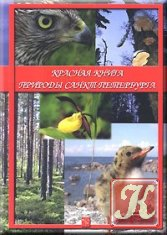 КРАСНАЯ КНИГА
ПРИРОДЫ САНКТ-ПЕТЕРБУРГА
К